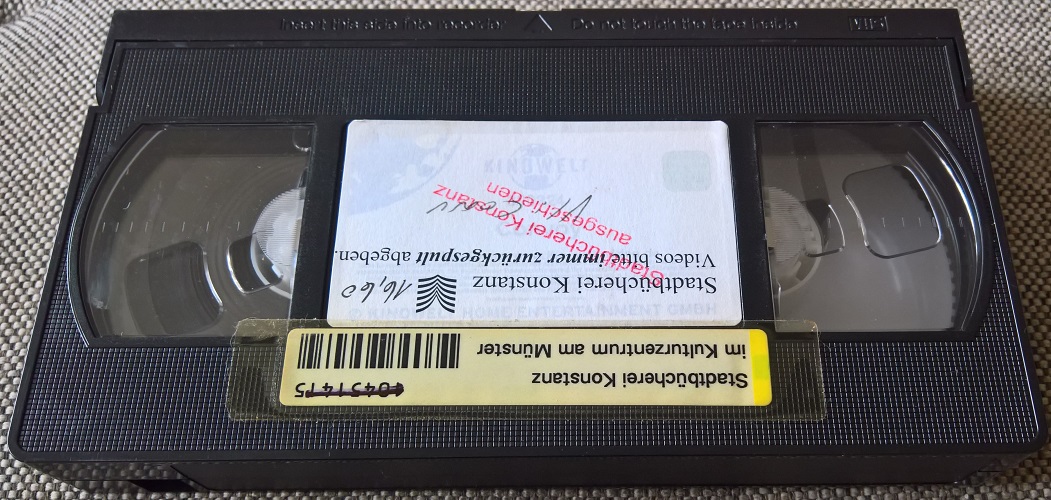 Insert this side into recorder
Do not touch the tape inside
VHS
KINOWELT
Stadtbücherei Konstanz
ausgeschieden
Stadtbücherei Konstanz
Videos bitte immer zurückgespult abgeben.
16,60
© KINOWELT HOME ENTERTAINMENT GMBH
Stadtbücherei Konstanz
im Kulturzentrum am Münster